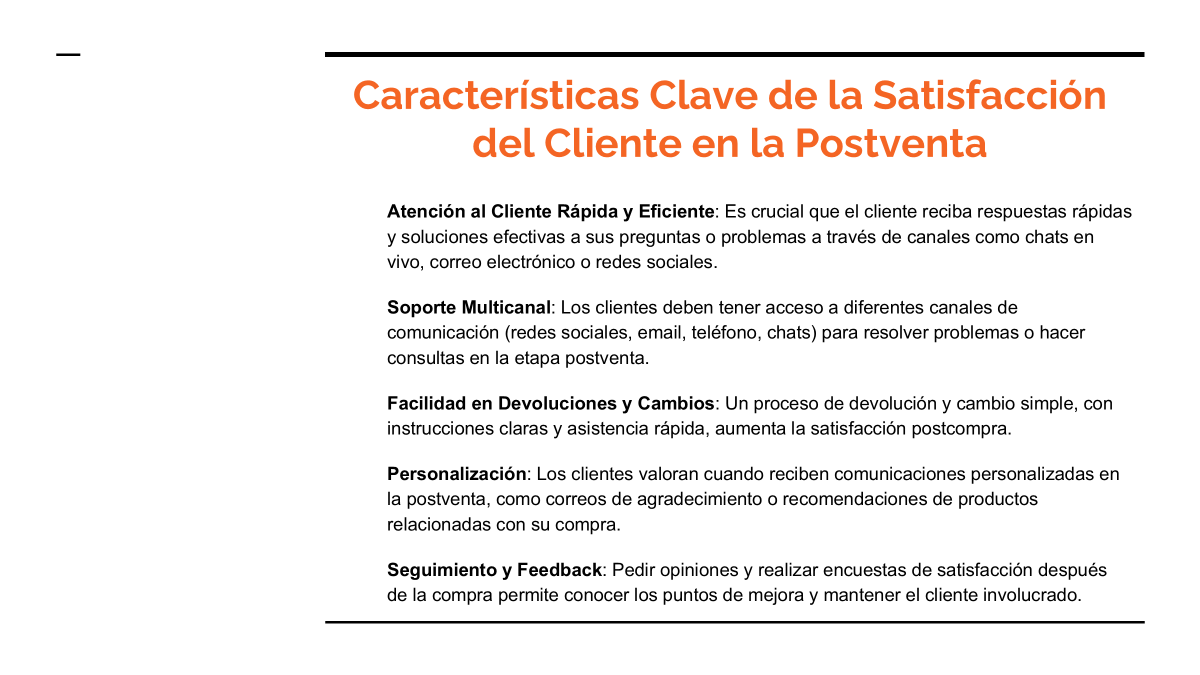 Características Clave de la Satisfacción
del Cliente en la Postventa
Atención al Cliente Rápida y Eficiente: Es crucial que el cliente reciba respuestas rápidas
y soluciones efectivas a sus preguntas o problemas a través de canales como chats en
vivo, correo electrónico o redes sociales.
Soporte Multicanal: Los clientes deben tener acceso a diferentes canales de
comunicación (redes sociales, email, teléfono, chats) para resolver problemas o hacer
consultas en la etapa postventa.
Facilidad en Devoluciones y Cambios: Un proceso de devolución y cambio simple, con
instrucciones claras y asistencia rápida, aumenta la satisfacción postcompra.
Personalización: Los clientes valoran cuando reciben comunicaciones personalizadas en
la postventa, como correos de agradecimiento o recomendaciones de productos
relacionadas con su compra.
Seguimiento y Feedback: Pedir opiniones y realizar encuestas de satisfacción después
de la compra permite conocer los puntos de mejora y mantener el cliente involucrado.